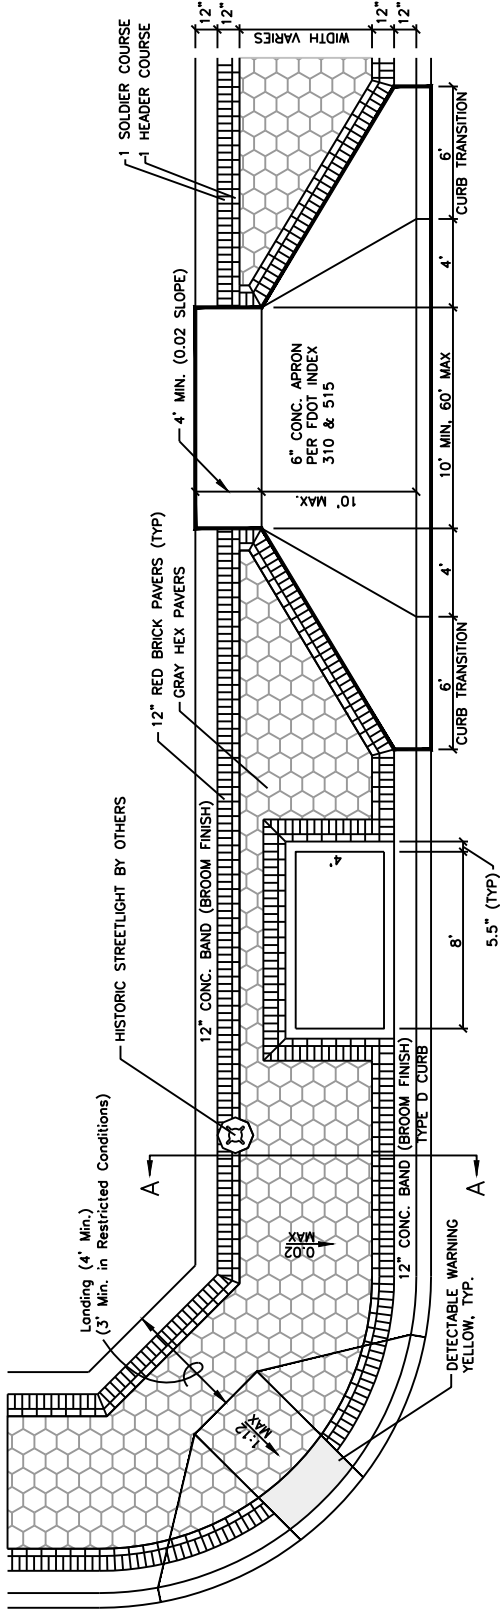 12"
12"
WIDTH VARIES
12"
12"
1 SOLDIER COURSE
1 HEADER COURSE
6'
CURB TRANSITION
4'
4' MIN. (0.02 SLOPE)
6" CONC. APRON
PER FDOT INDEX
310 & 515
10' MAX.
10' MIN, 60' MAX
4'
6'
CURB TRANSITION
12" RED BRICK PAVERS (TYP)
GRAY HEX PAVERS
12" CONC. BAND (BROOM FINISH)
HISTORIC STREETLIGHT BY OTHERS
4'
8'
5.5" (TYP)
12" CONC. BAND (BROOM FINISH)
TYPE D CURB
A
A
Landing (4' Min.)
(3' Min. in Restricted Conditions)
0.02
MAX
1:12
MAX
DETECTABLE WARNING
YELLOW, TYP.